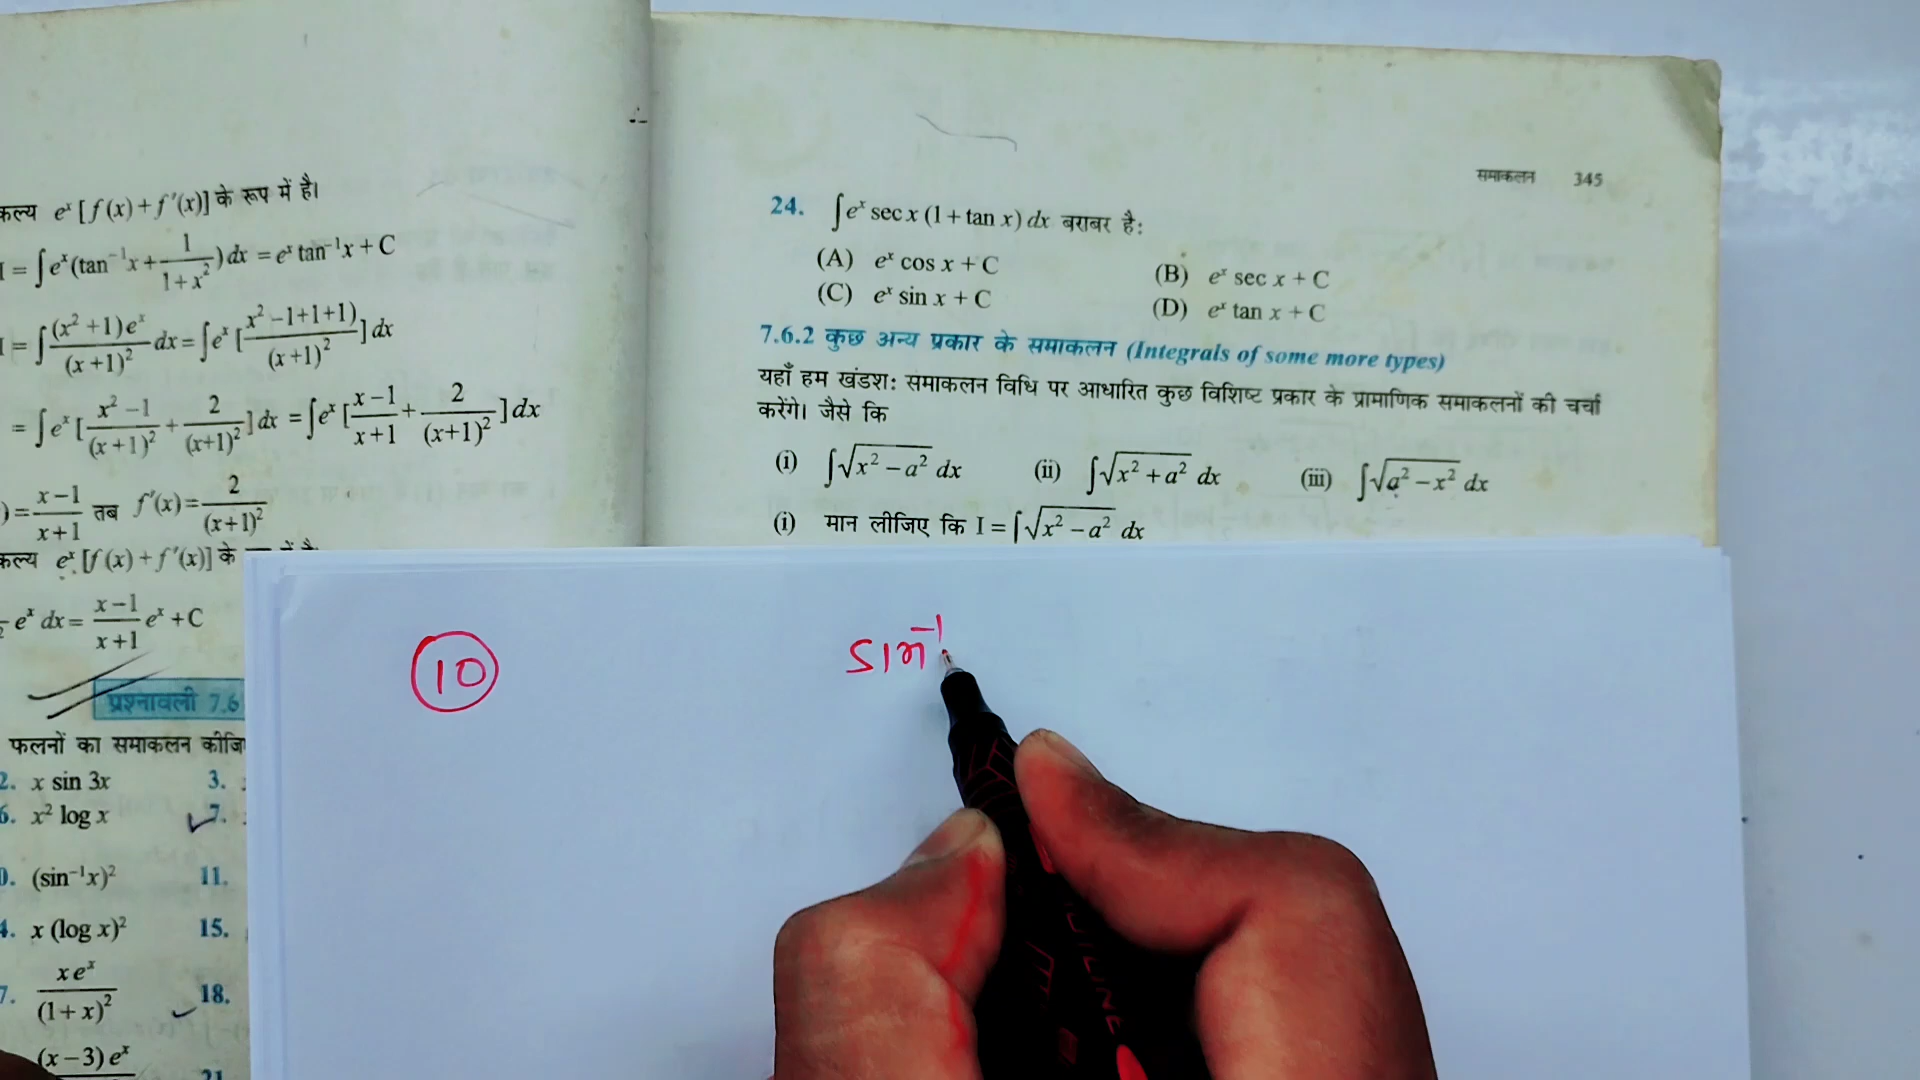 कल्य eˣ [f(x)+f′(x)] के रूप में है।
I = ∫eˣ(tan⁻¹x + 1/(1+x²)) dx = eˣ tan⁻¹x + C
I = ∫(x²+1)eˣ/(x+1)² dx = ∫eˣ [(x²−1+1+1)/(x+1)²] dx
= ∫eˣ [(x²−1)/(x+1)² + 2/(x+1)²] dx = ∫eˣ [(x−1)/(x+1) + 2/(x+1)²] dx
) = (x−1)/(x+1) तब f′(x) = 2/(x+1)²
कल्य eˣ [f(x)+f′(x)] के
eˣ dx = (x−1)/(x+1) eˣ + C
प्रश्नावली 7.6
फलनों का समाकलन कीजि
2. x sin 3x 3.
6. x² log x 7.
0. (sin⁻¹x)² 11.
4. x (log x)² 15.
7. xeˣ/(1+x)² 18.
(x−3)eˣ
21
समाकलन 345
24. ∫eˣ sec x (1 + tan x) dx बराबर है:
(A) eˣ cos x + C (B) eˣ sec x + C
(C) eˣ sin x + C (D) eˣ tan x + C
7.6.2 कुछ अन्य प्रकार के समाकलन (Integrals of some more types)
यहाँ हम खंडश: समाकलन विधि पर आधारित कुछ विशिष्ट प्रकार के प्रामाणिक समाकलनों की चर्चा
करेंगे। जैसे कि
(i) ∫√(x² − a²) dx (ii) ∫√(x² + a²) dx (iii) ∫√(a² − x²) dx
(i) मान लीजिए कि I = ∫√(x² − a²) dx
10 sin⁻¹